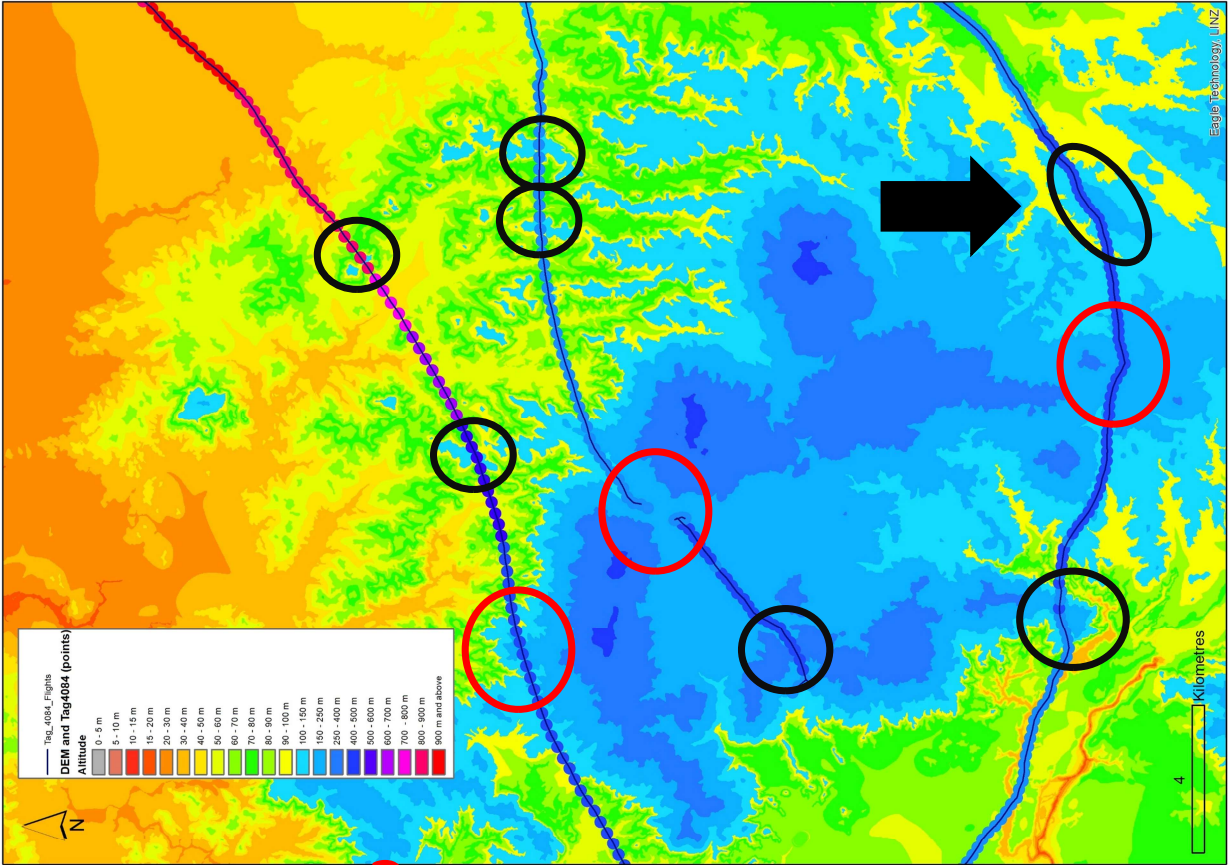 Tag_4084_Flights
DEM and Tag4084 (points)
Altitude
0 - 5 m
5 - 10 m
10 - 15 m
15 - 20 m
20 - 30 m
30 - 40 m
40 - 50 m
50 - 60 m
60 - 70 m
70 - 80 m
80 - 90 m
90 - 100 m
100 - 150 m
150 - 250 m
250 - 400 m
400 - 500 m
500 - 600 m
600 - 700 m
700 - 800 m
800 - 900 m
900 m and above
N
4
Kilometres
Eagle Technology, LINZ